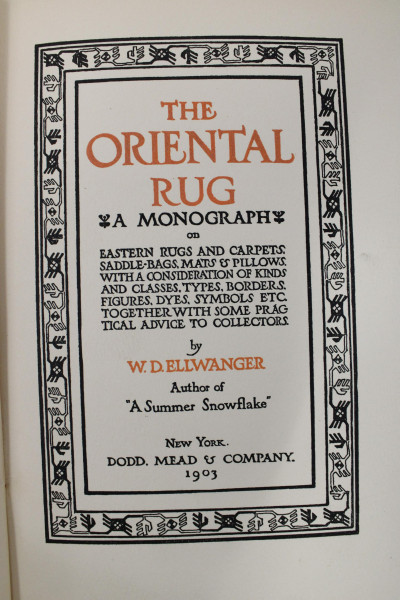 THE
ORIENTAL
RUG
A MONOGRAPH
on
EASTERN RUGS AND CARPETS,
SADDLE-BAGS, MATS & PILLOWS,
WITH A CONSIDERATION OF KINDS
AND CLASSES, TYPES, BORDERS,
FIGURES, DYES, SYMBOLS ETC.
TOGETHER WITH SOME PRAC
TICAL ADVICE TO COLLECTORS.
by
W. D. ELLWANGER
Author of
"A Summer Snowflake"
NEW YORK.
DODD, MEAD & COMPANY.
1903